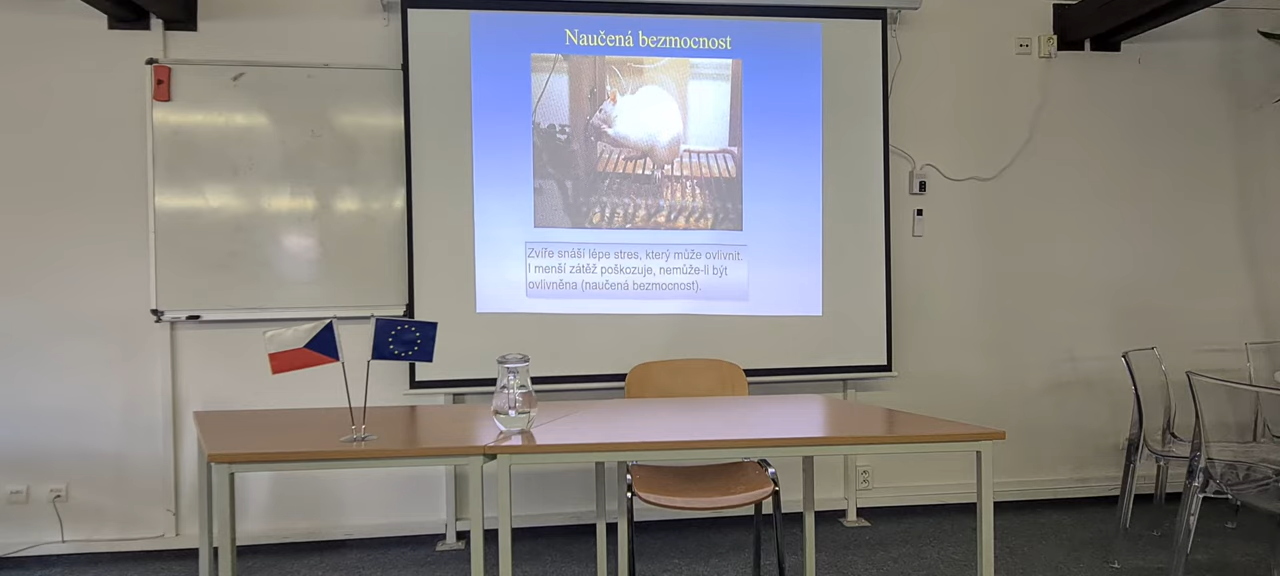 Naučená bezmocnost
Zvíře snáší lépe stres, který může ovlivnit.
I menší zátěž poškozuje, nemůže-li být
ovlivněna (naučená bezmocnost).